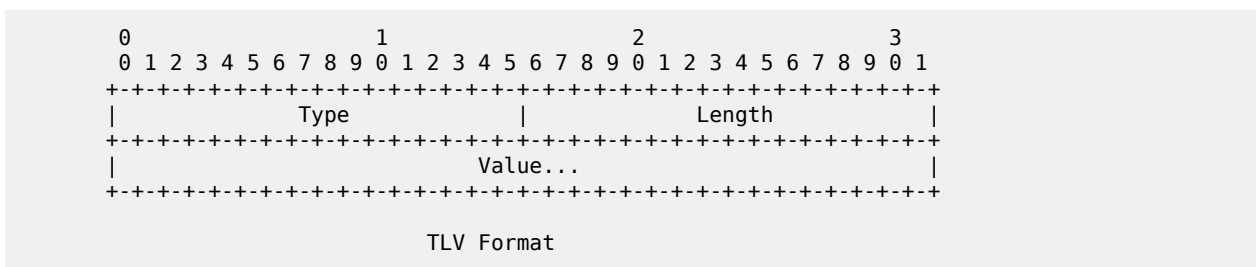 0                   1                   2                   3
 0 1 2 3 4 5 6 7 8 9 0 1 2 3 4 5 6 7 8 9 0 1 2 3 4 5 6 7 8 9 0 1
+-+-+-+-+-+-+-+-+-+-+-+-+-+-+-+-+-+-+-+-+-+-+-+-+-+-+-+-+-+-+-+-+
|              Type             |             Length            |
+-+-+-+-+-+-+-+-+-+-+-+-+-+-+-+-+-+-+-+-+-+-+-+-+-+-+-+-+-+-+-+-+
|                            Value...                           |
+-+-+-+-+-+-+-+-+-+-+-+-+-+-+-+-+-+-+-+-+-+-+-+-+-+-+-+-+-+-+-+-+
                         TLV Format